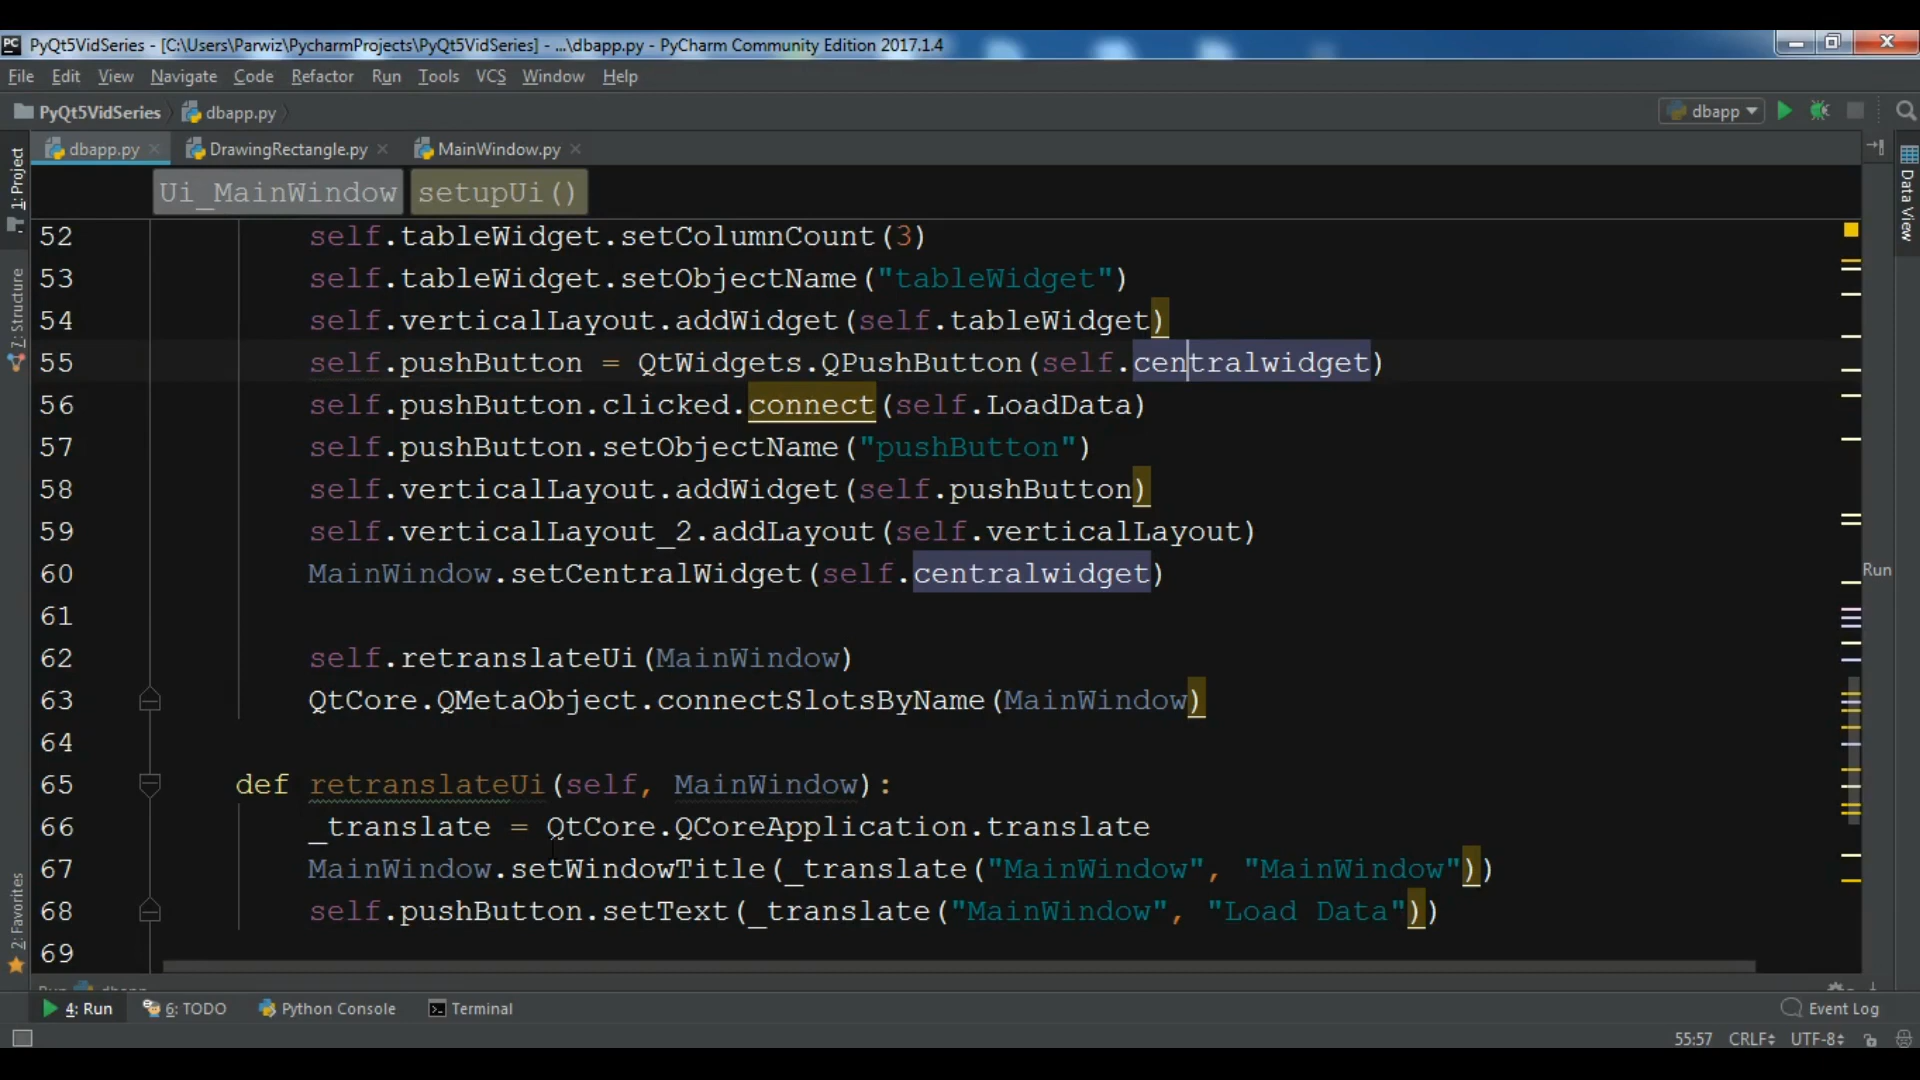 PyQt5VidSeries - [C:\Users\Parwiz\PycharmProjects\PyQt5VidSeries] - ...\dbapp.py - PyCharm Community Edition 2017.1.4
File Edit View Navigate Code Refactor Run Tools VCS Window Help
PyQt5VidSeries dbapp.py dbapp
dbapp.py DrawingRectangle.py MainWindow.py
1: Project
7: Structure
2: Favorites
Data View
Run
Ui_MainWindow setupUi()
52 self.tableWidget.setColumnCount(3)
53 self.tableWidget.setObjectName("tableWidget")
54 self.verticalLayout.addWidget(self.tableWidget)
55 self.pushButton = QtWidgets.QPushButton(self.centralwidget)
56 self.pushButton.clicked.connect(self.LoadData)
57 self.pushButton.setObjectName("pushButton")
58 self.verticalLayout.addWidget(self.pushButton)
59 self.verticalLayout_2.addLayout(self.verticalLayout)
60 MainWindow.setCentralWidget(self.centralwidget)
61
62 self.retranslateUi(MainWindow)
63 QtCore.QMetaObject.connectSlotsByName(MainWindow)
64
65 def retranslateUi(self, MainWindow):
66 _translate = QtCore.QCoreApplication.translate
67 MainWindow.setWindowTitle(_translate("MainWindow", "MainWindow"))
68 self.pushButton.setText(_translate("MainWindow", "Load Data"))
69
4: Run 6: TODO Python Console Terminal Event Log
55:57 CRLF UTF-8